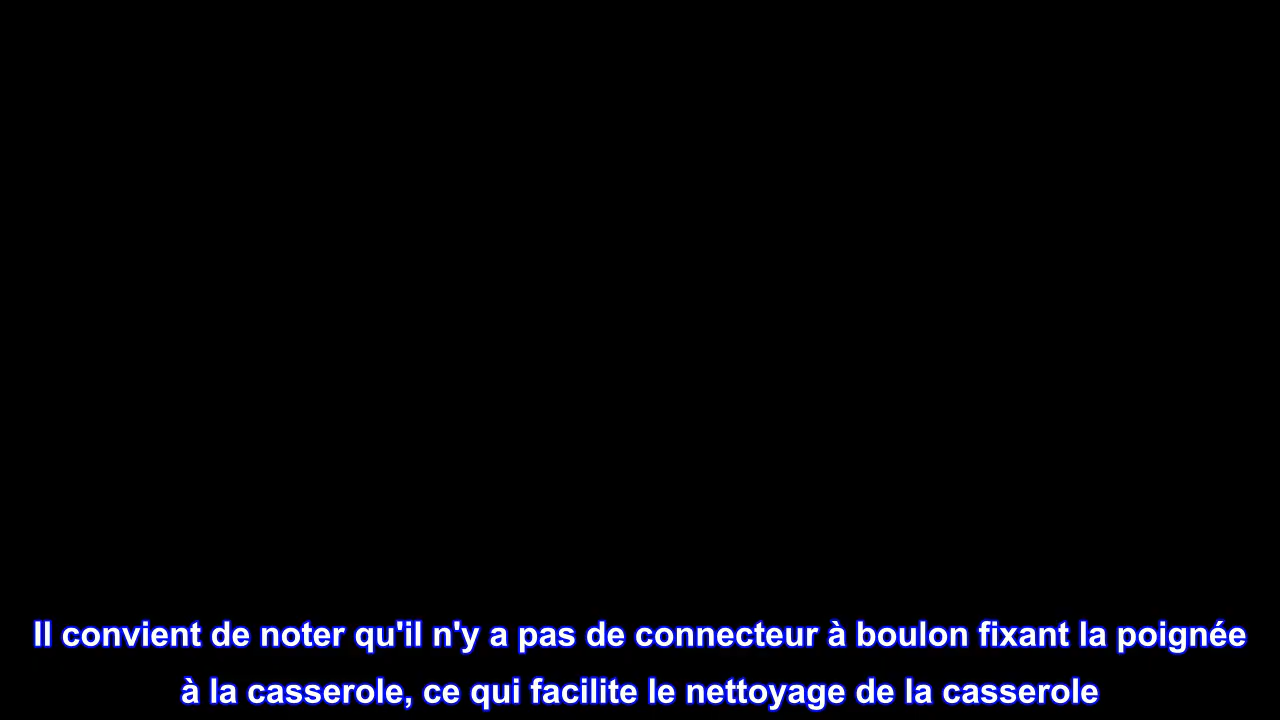 Il convient de noter qu'il n'y a pas de connecteur à boulon fixant la poignée
à la casserole, ce qui facilite le nettoyage de la casserole